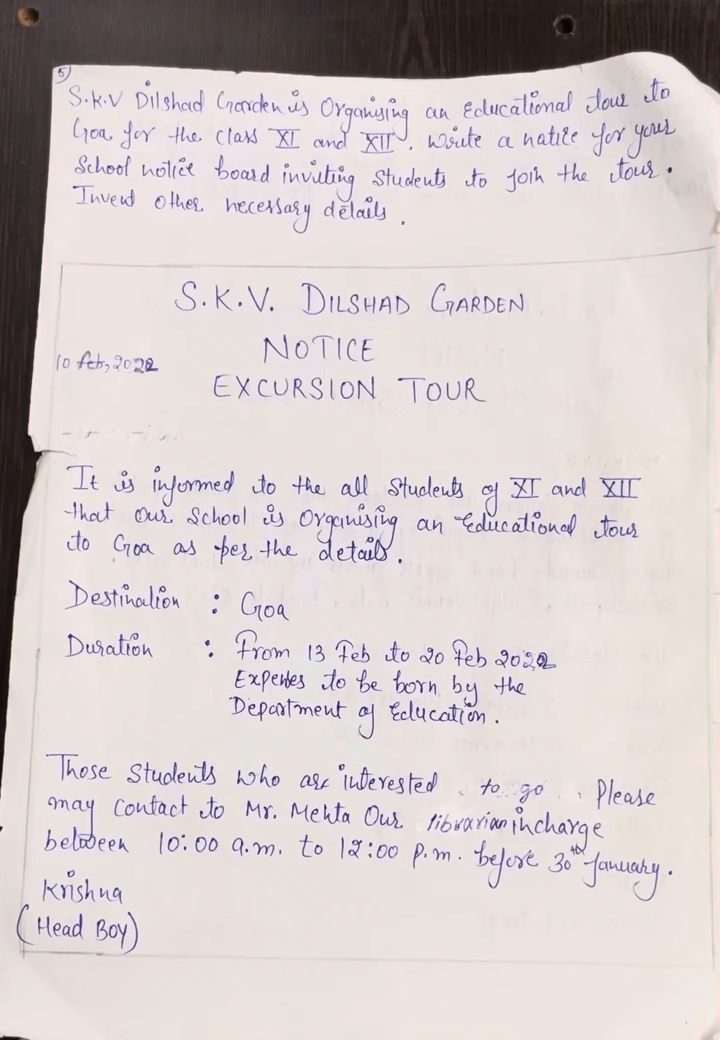 5
S.K.V Dilshad Garden is Organising an Educational tour to
Goa for the class XI and XII. Write a notice for your
School notice board inviting students to join the tour.
Invent other necessary details.
S.K.V. DILSHAD GARDEN
NOTICE
10 feb, 2022
EXCURSION TOUR
It is informed to the all students of XI and XII
that our school is Organising an Educational tour
to Goa as per the details.
Destination : Goa
Duration : From 13 Feb to 20 Feb 2022
Expenses to be born by the
Department of Education.
Those Students who are interested to go Please
may contact to Mr. Mehta Our librarian incharge
between 10:00 a.m. to 12:00 p.m. before 30th January.
Krishna
(Head Boy)